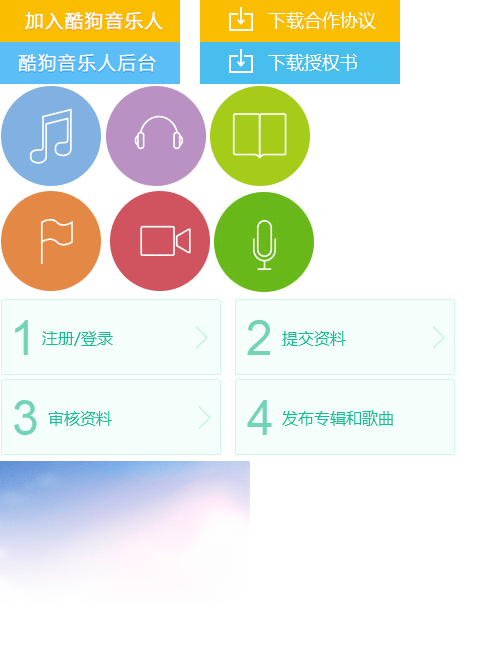 加入酷狗音乐人
下载合作协议
酷狗音乐人后台
下载授权书
1 注册/登录
2 提交资料
3 审核资料
4 发布专辑和歌曲